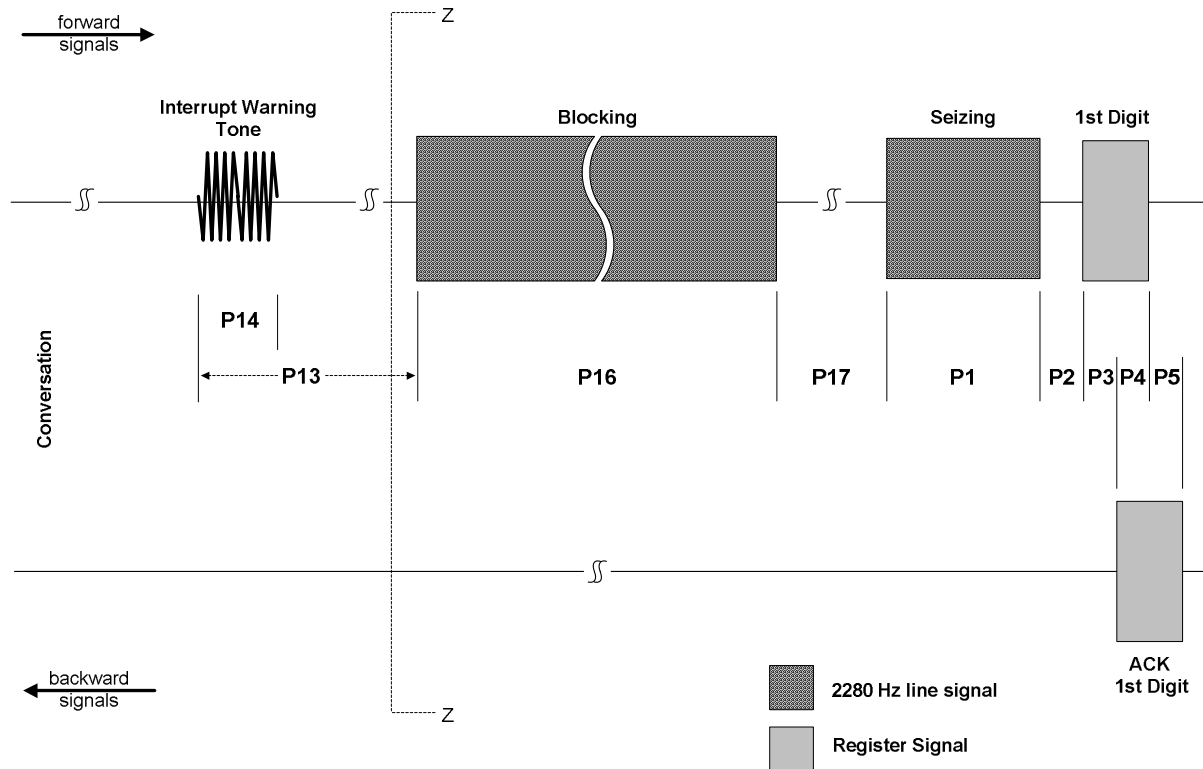 forward
signals
Z
Interrupt Warning
Tone
Blocking
Seizing
1st Digit
P14
P13
P16
P17
P1
P2
P3
P4
P5
Conversation
backward
signals
Z
ACK
1st Digit
2280 Hz line signal
Register Signal